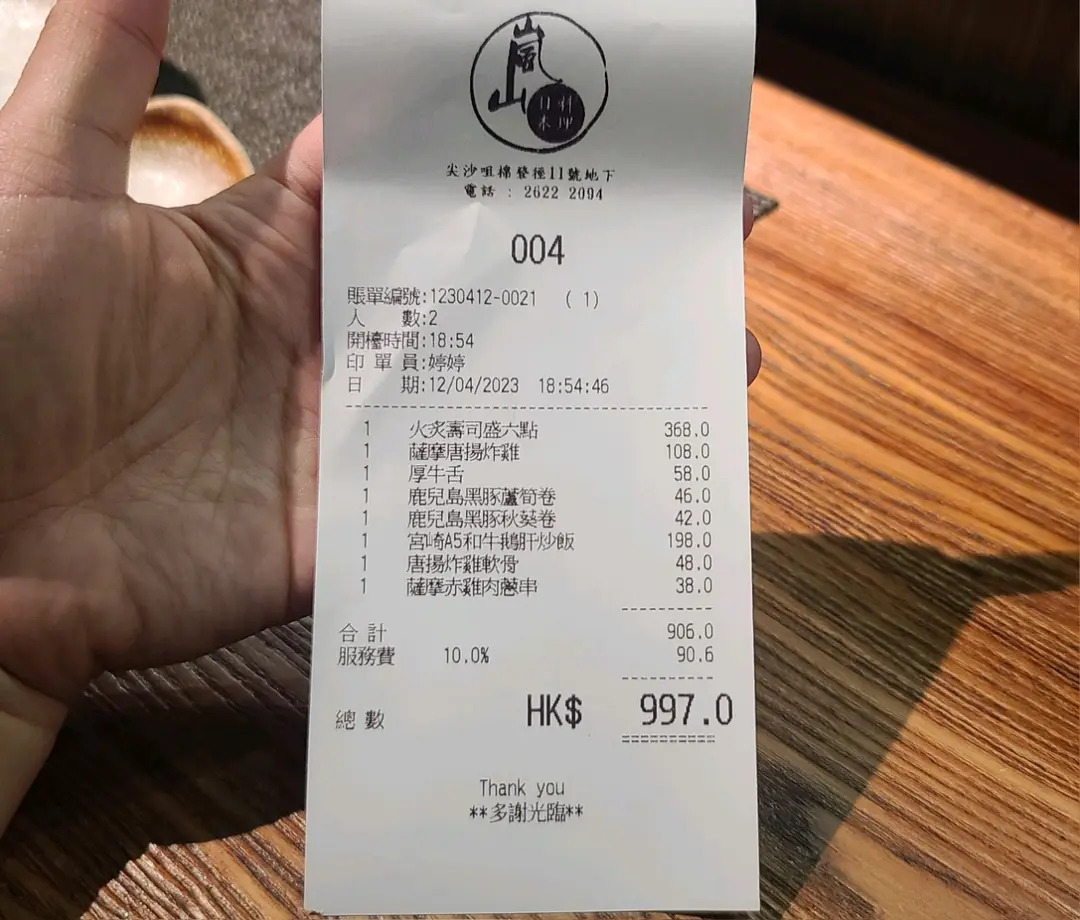 嵐山
日本料理
尖沙咀棉登徑11號地下
電話 : 2622 2094
004
賬單編號:1230412-0021 ( 1)
人 數:2
開檯時間:18:54
印 單 員:婷婷
日 期:12/04/2023 18:54:46
1 火炙壽司盛六點 368.0
1 薩摩唐揚炸雞 108.0
1 厚牛舌 58.0
1 鹿兒島黑豚蘆筍卷 46.0
1 鹿兒島黑豚秋葵卷 42.0
1 宮崎A5和牛鵝肝炒飯 198.0
1 唐揚炸雞軟骨 48.0
1 薩摩赤雞肉蔥串 38.0
合 計 906.0
服務費 10.0% 90.6
總 數 HK$ 997.0
Thank you
**多謝光臨**